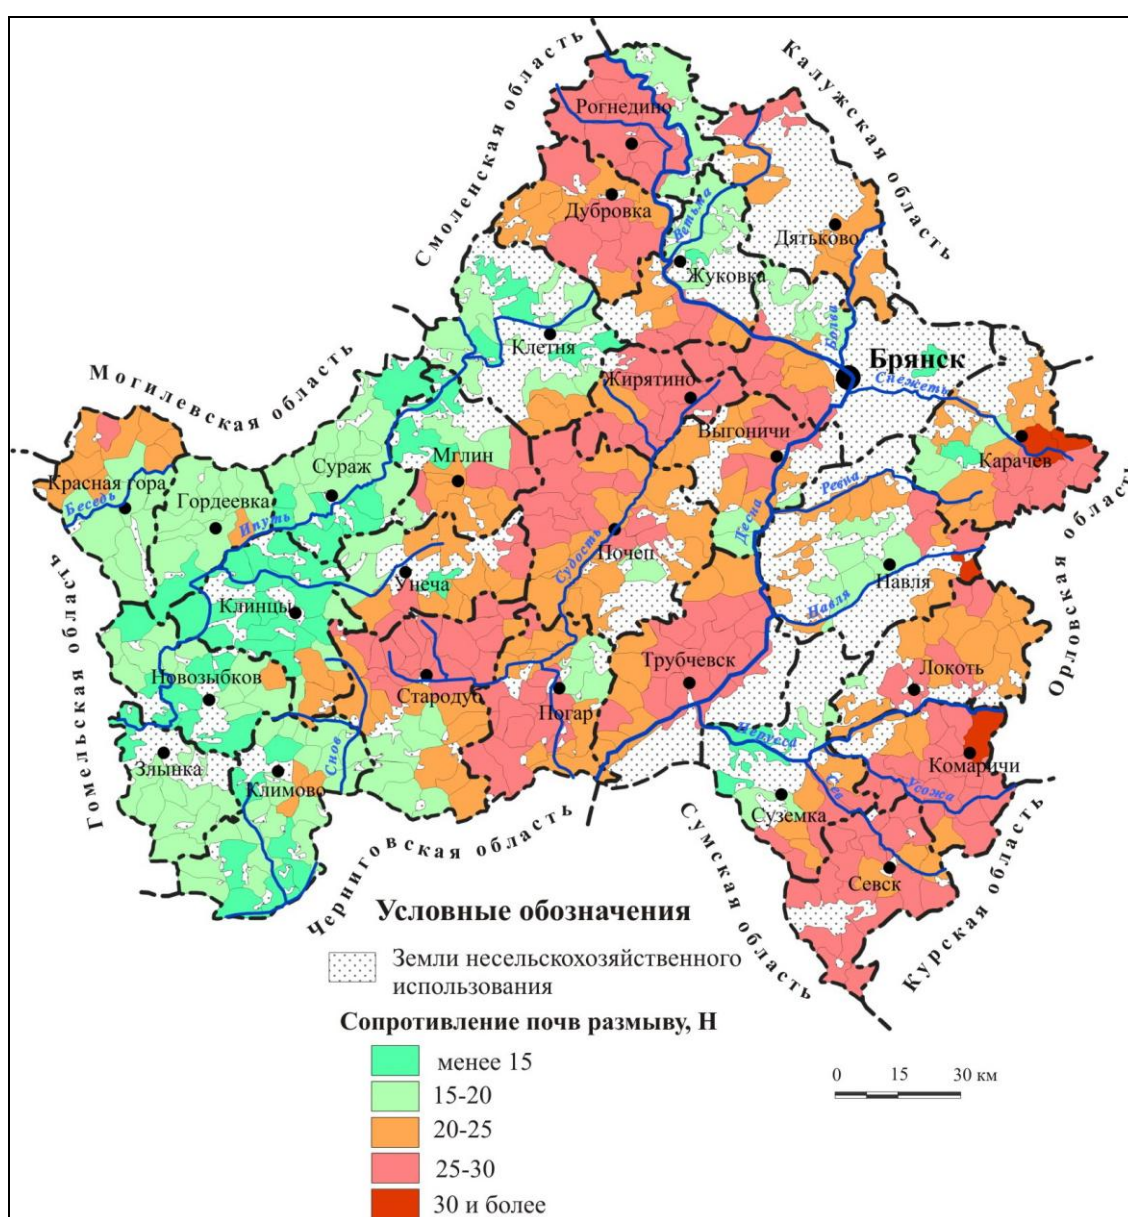 Смоленская область
Калужская область
Рогнедино
Дубровка
Ветьма
Дятьково
Жуковка
Болва
Клетня
Брянск
Снежеть
Могилевская область
Жирятино
Выгоничи
Карачев
Красная гора
Беседь
Гордеевка
Сураж
Мглин
Ипуть
Ревна
Десна
Орловская область
Судость
Почеп
Навля
Навля
Унеча
Гомельская область
Клинцы
Новозыбков
Стародуб
Погар
Трубчевск
Локоть
Злынка
Климово
Снов
Неруса
Комаричи
Усожа
Сев
Суземка
Севск
Черниговская область
Сумская область
Курская область
Условные обозначения
Земли несельскохозяйственного
использования
Сопротивление почв размыву, Н
менее 15
15-20
20-25
25-30
30 и более
0 15 30 км